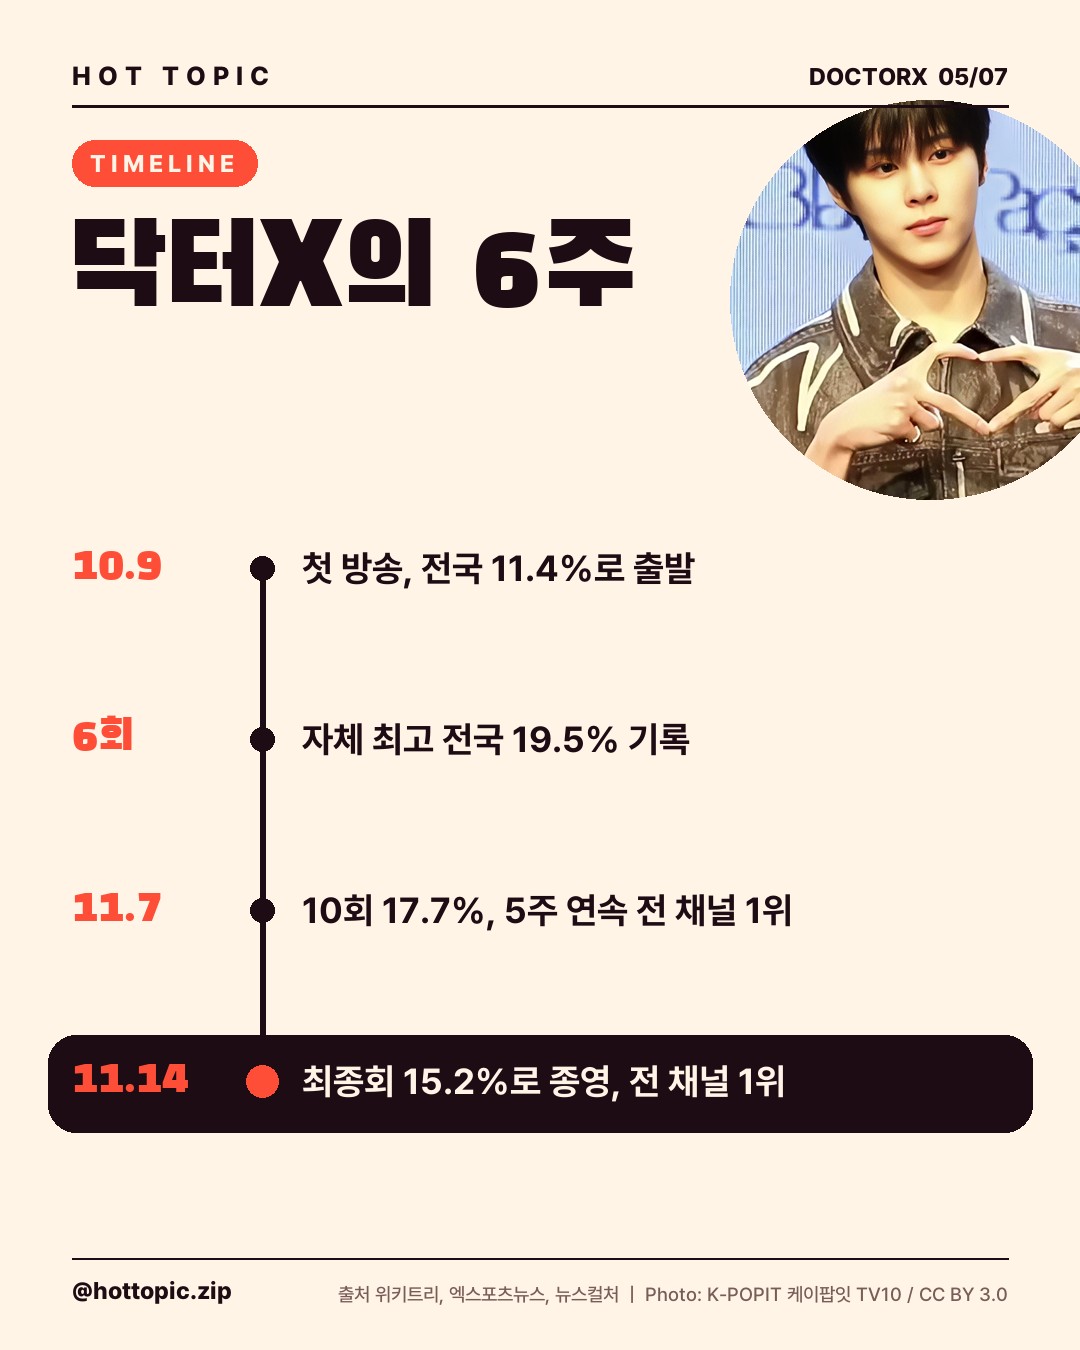 HOT TOPIC
DOCTORX 05/07
TIMELINE
닥터X의 6주
10.9
첫 방송, 전국 11.4%로 출발
6회
자체 최고 전국 19.5% 기록
11.7
10회 17.7%, 5주 연속 전 채널 1위
11.14
최종회 15.2%로 종영, 전 채널 1위
@hottopic.zip
출처 위키트리, 엑스포츠뉴스, 뉴스컬처 | Photo: K-POPIT 케이팝잇 TV10 / CC BY 3.0